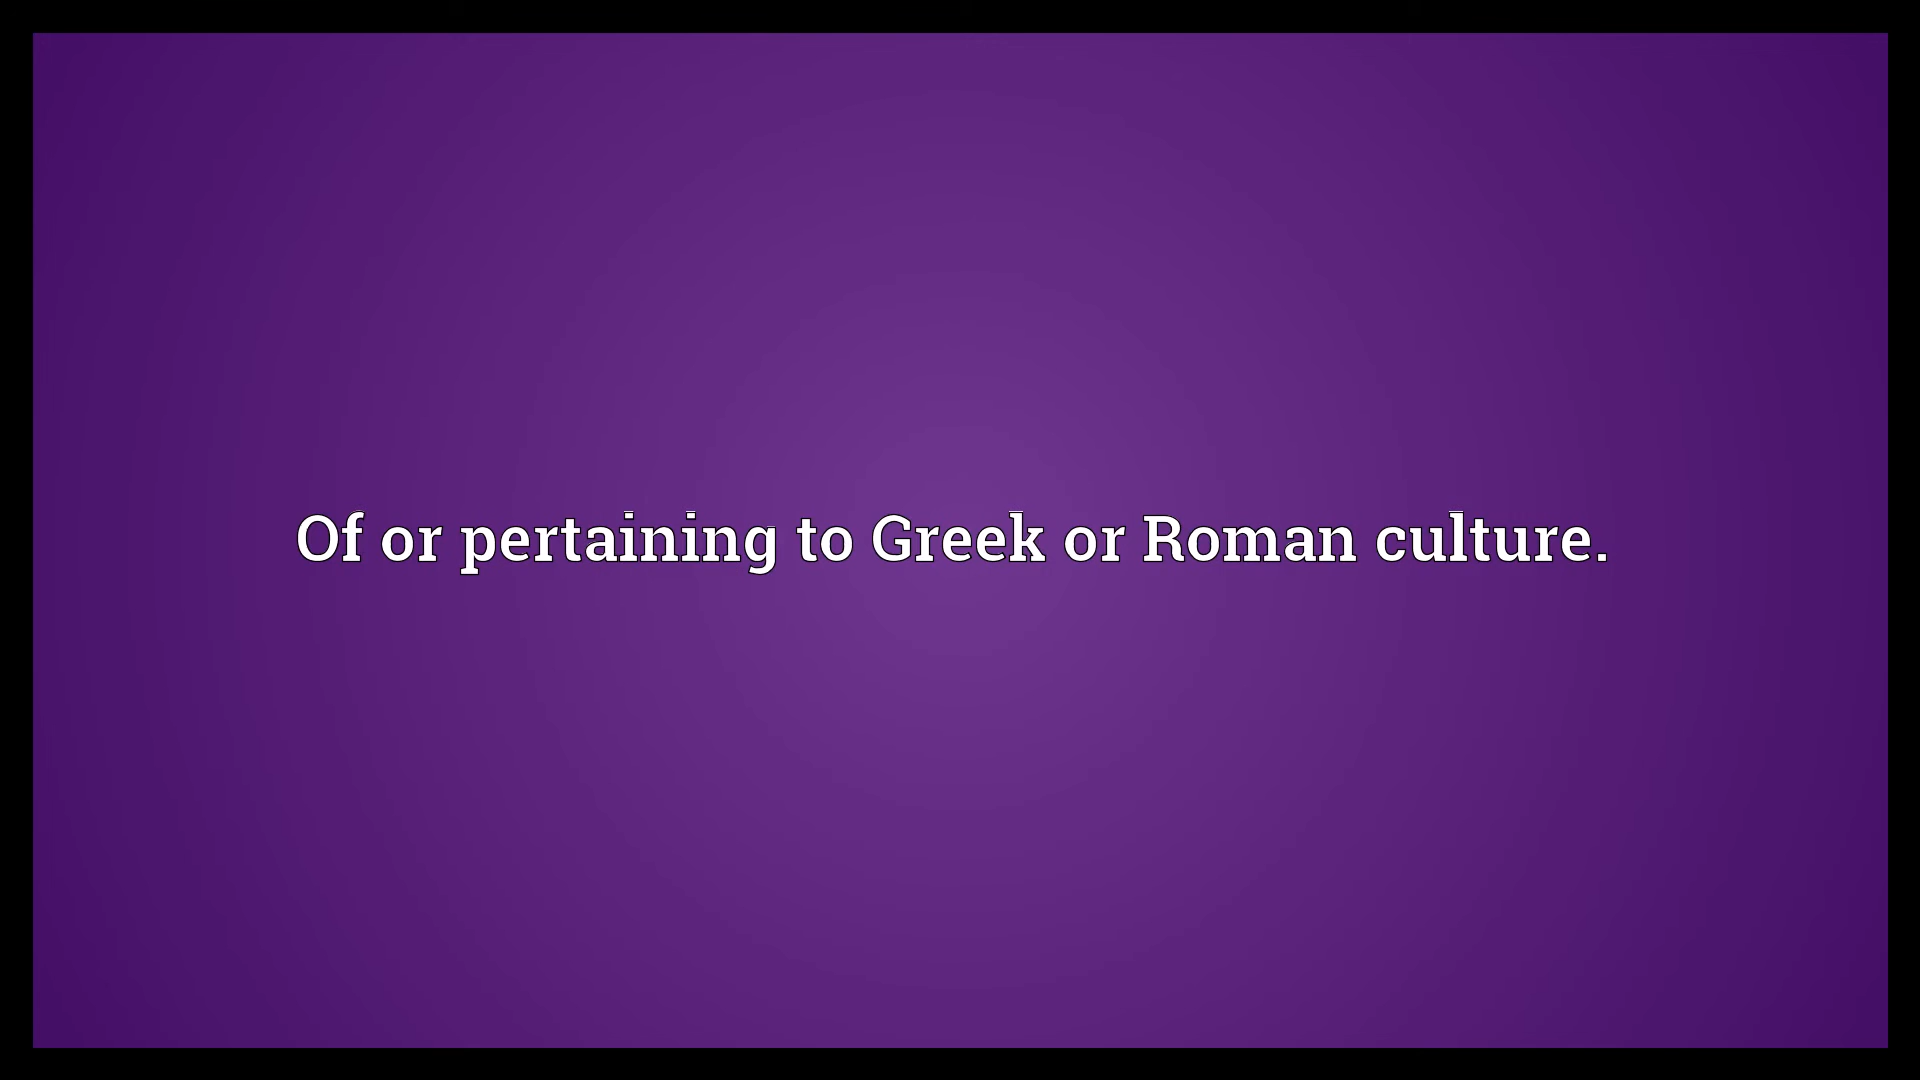 Of or pertaining to Greek or Roman culture.